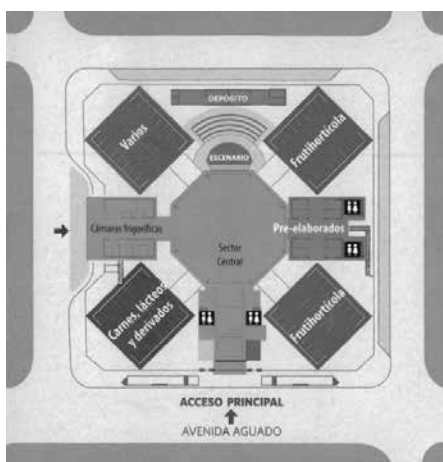 DEPÓSITO
Varios
Frutihortícola
ESCENARIO
Cámaras frigoríficas
Sector
Central
Pre-elaborados
Carnes, lácteos
y derivados
Frutihortícola
ACCESO PRINCIPAL
AVENIDA AGUADO